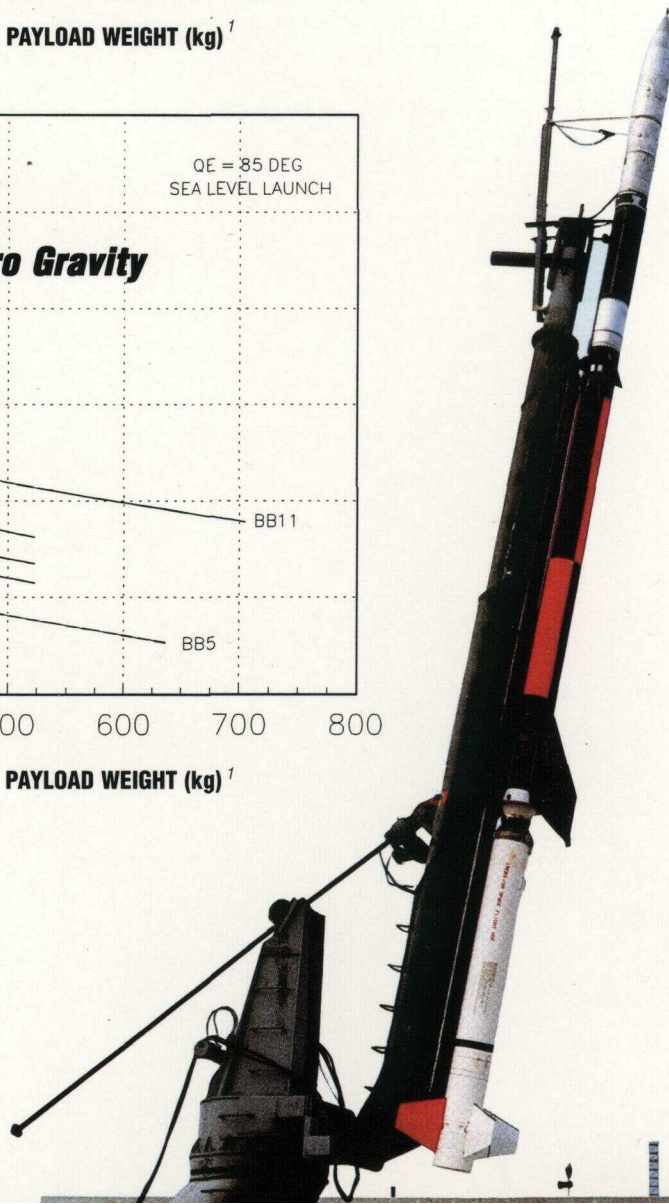 PAYLOAD WEIGHT (kg) 1
QE = 85 DEG
SEA LEVEL LAUNCH
ro Gravity
BB11
BB5
00 600 700 800
PAYLOAD WEIGHT (kg) 1